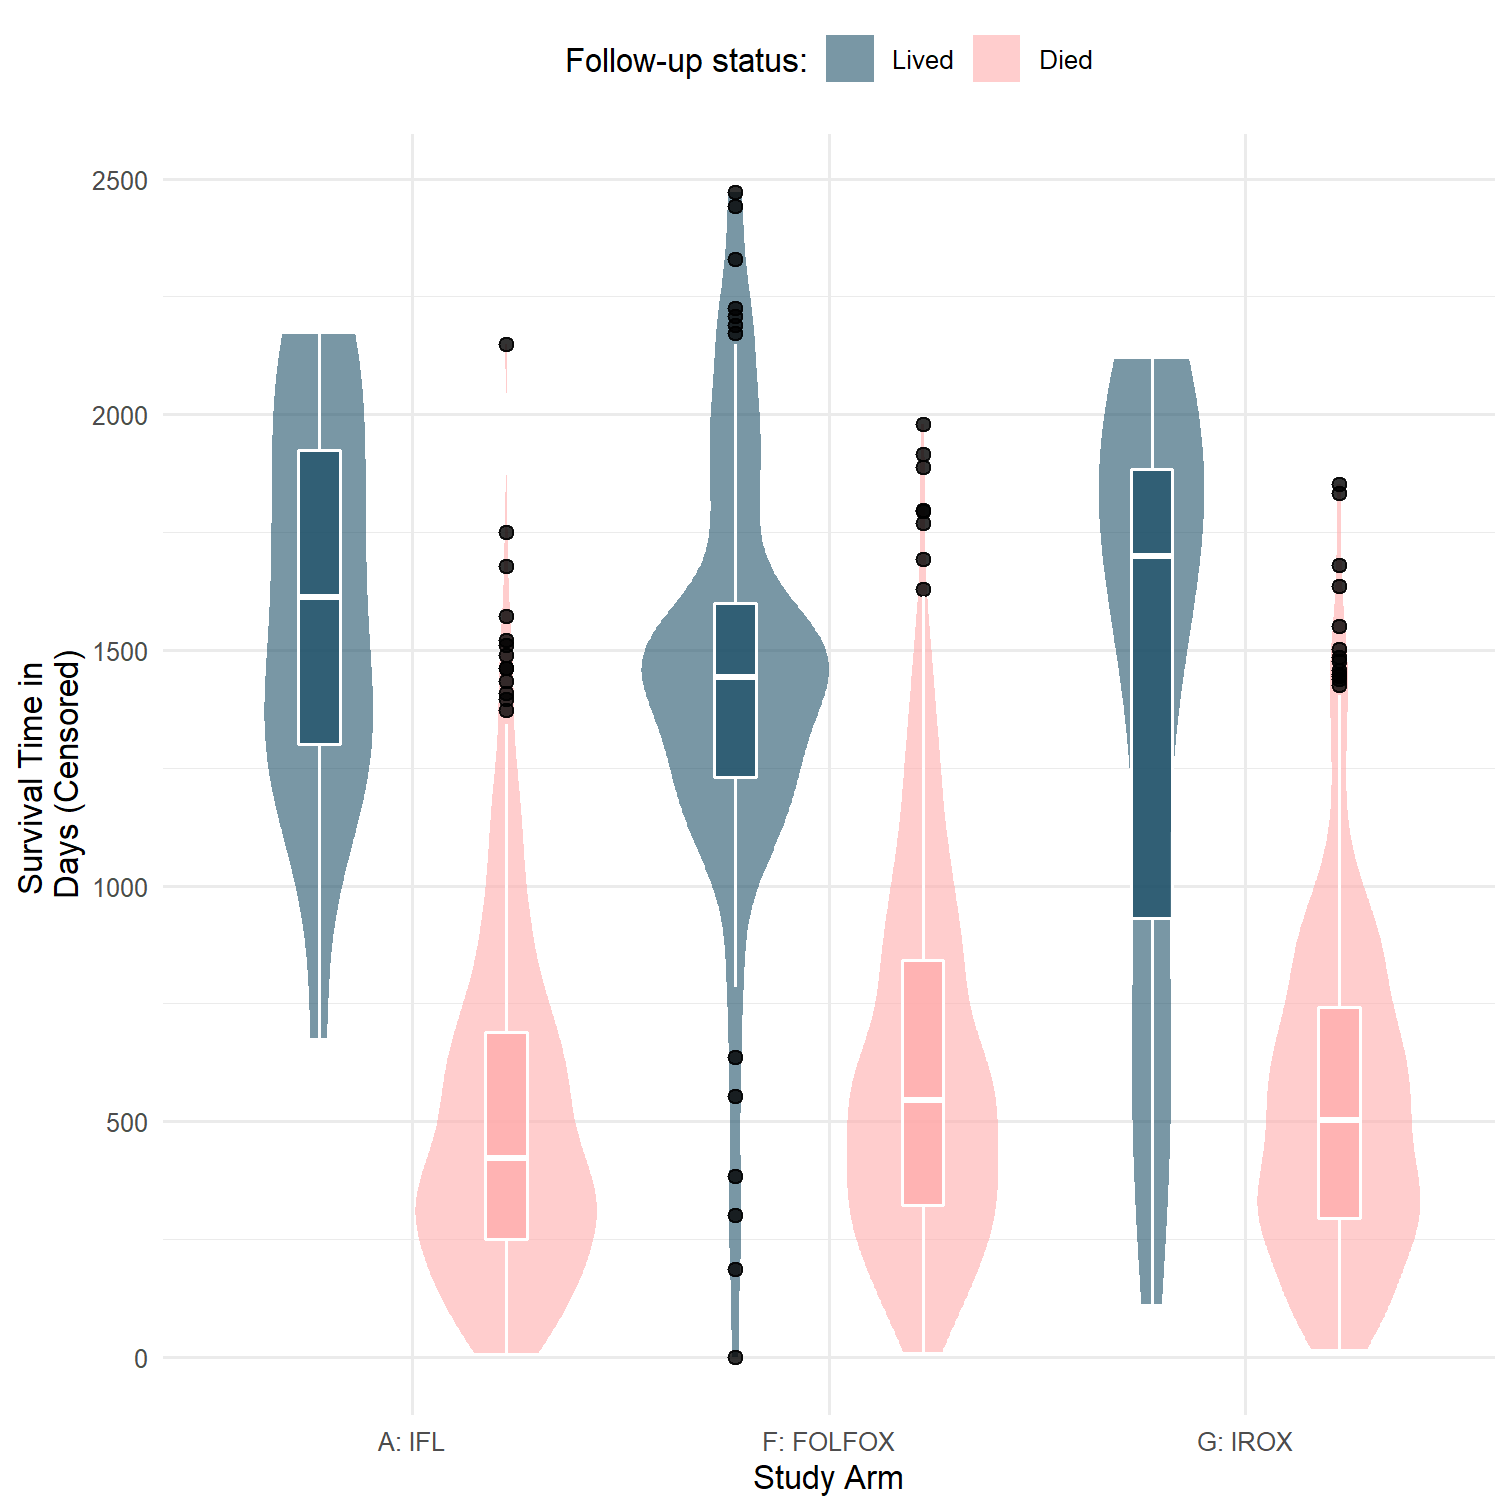 Follow-up status: Lived Died
2500
2000
1500
1000
500
0
Survival Time in
Days (Censored)
A: IFL F: FOLFOX G: IROX
Study Arm